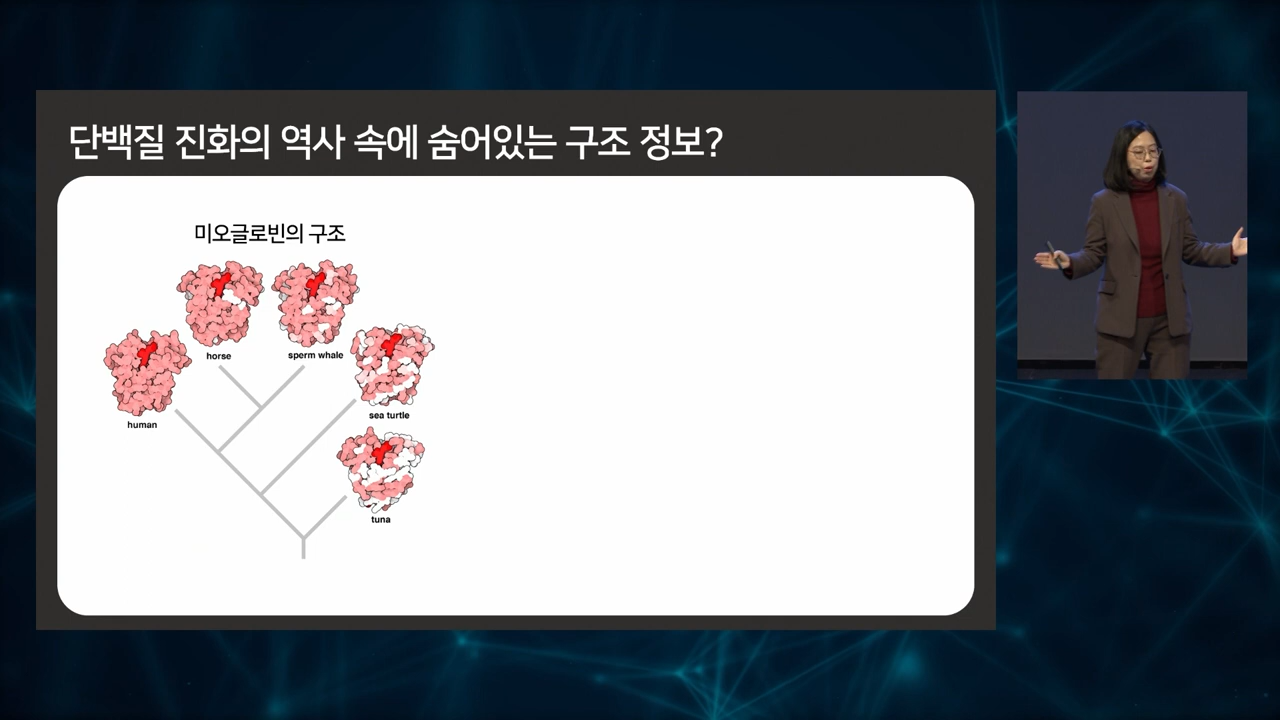 단백질 진화의 역사 속에 숨어있는 구조 정보?
미오글로빈의 구조
horse
sperm whale
human
sea turtle
tuna